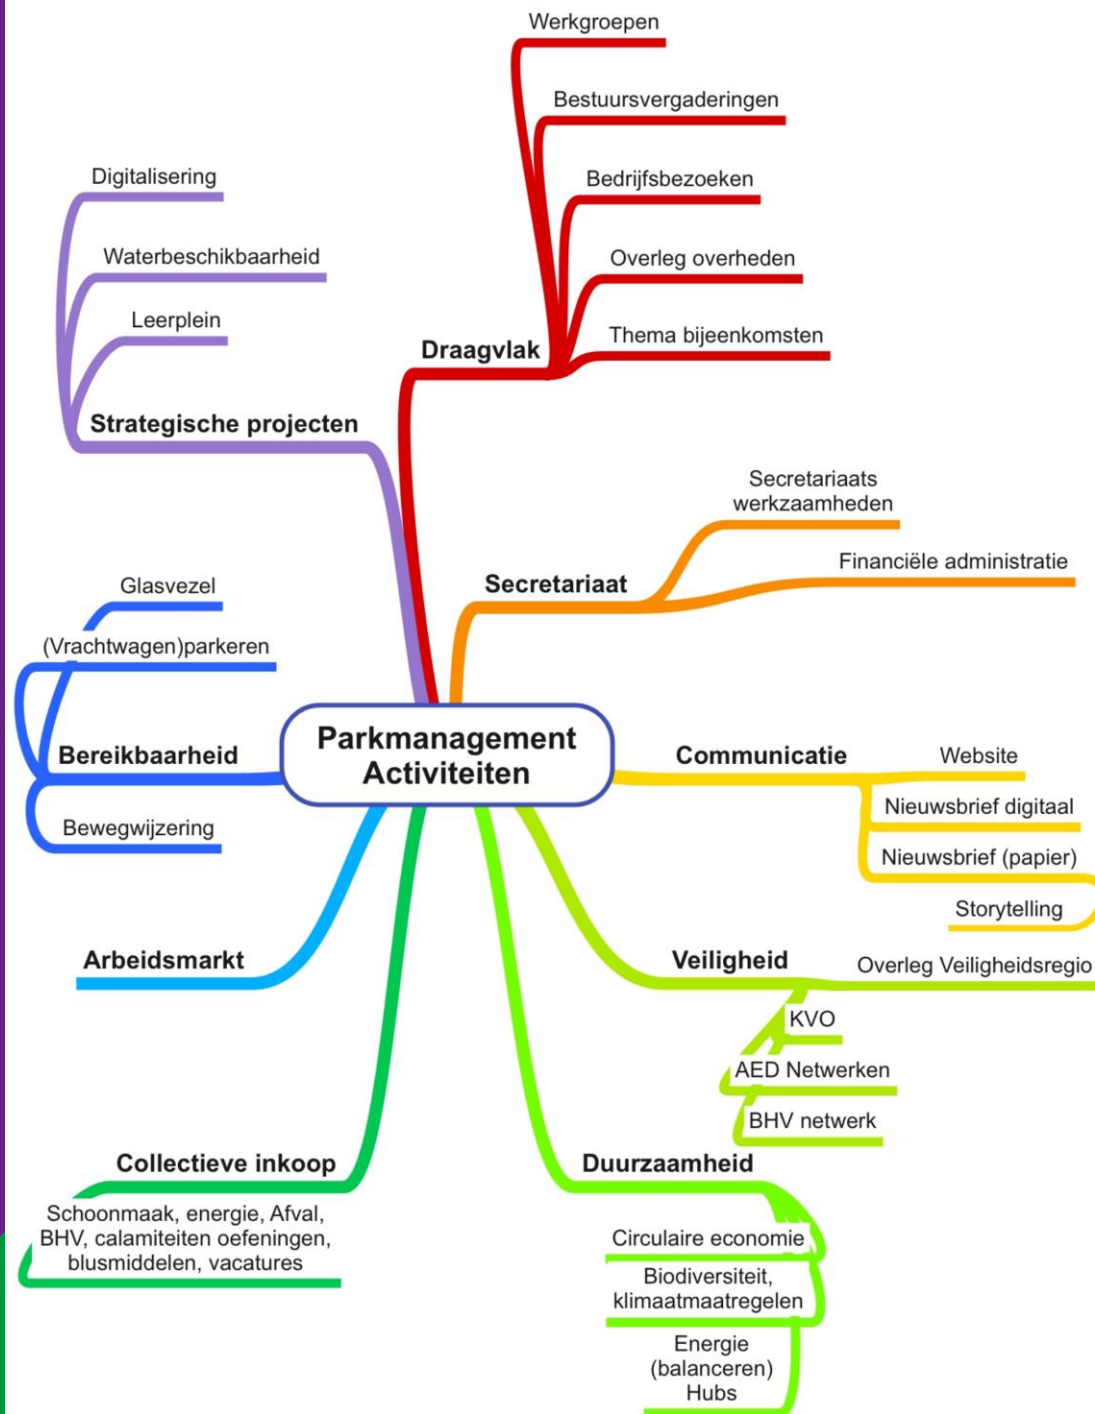 Werkgroepen
Bestuursvergaderingen
Bedrijfsbezoeken
Overleg overheden
Thema bijeenkomsten
Draagvlak
Digitalisering
Waterbeschikbaarheid
Leerplein
Strategische projecten
Secretariaats
werkzaamheden
Financiële administratie
Secretariaat
Glasvezel
(Vrachtwagen)parkeren
Bereikbaarheid
Bewegwijzering
Parkmanagement
Activiteiten
Communicatie
Website
Nieuwsbrief digitaal
Nieuwsbrief (papier)
Storytelling
Arbeidsmarkt
Veiligheid
Overleg Veiligheidsregio
KVO
AED Netwerken
BHV netwerk
Collectieve inkoop
Schoonmaak, energie, Afval,
BHV, calamiteiten oefeningen,
blusmiddelen, vacatures
Duurzaamheid
Circulaire economie
Biodiversiteit,
klimaatmaatregelen
Energie
(balanceren)
Hubs